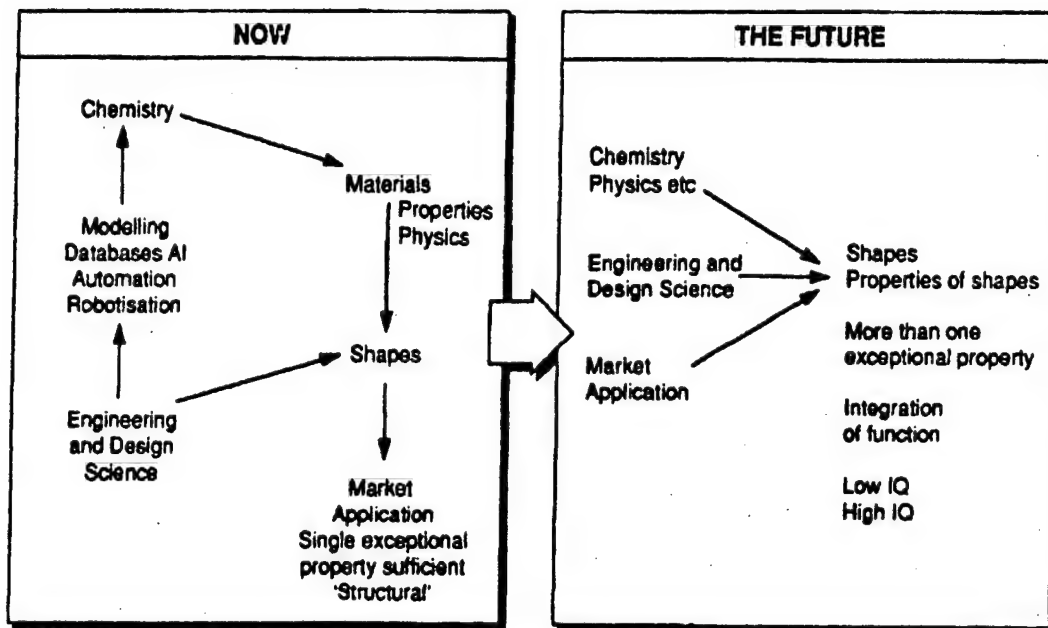 NOW
Chemistry
Materials
Properties
Physics
Modelling
Databases AI
Automation
Robotisation
Shapes
Engineering
and Design
Science
Market
Application
Single exceptional
property sufficient
'Structural'
THE FUTURE
Chemistry
Physics etc
Engineering and
Design Science
Market
Application
Shapes
Properties of shapes
More than one
exceptional property
Integration
of function
Low IQ
High IQ